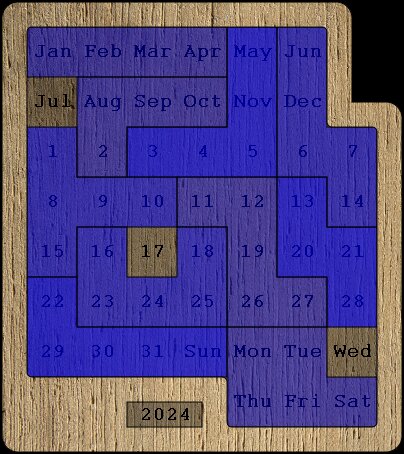 Jan Feb Mar Apr May Jun
Jul Aug Sep Oct Nov Dec
1 2 3 4 5 6 7
8 9 10 11 12 13 14
15 16 17 18 19 20 21
22 23 24 25 26 27 28
29 30 31 Sun Mon Tue Wed
Thu Fri Sat
2024